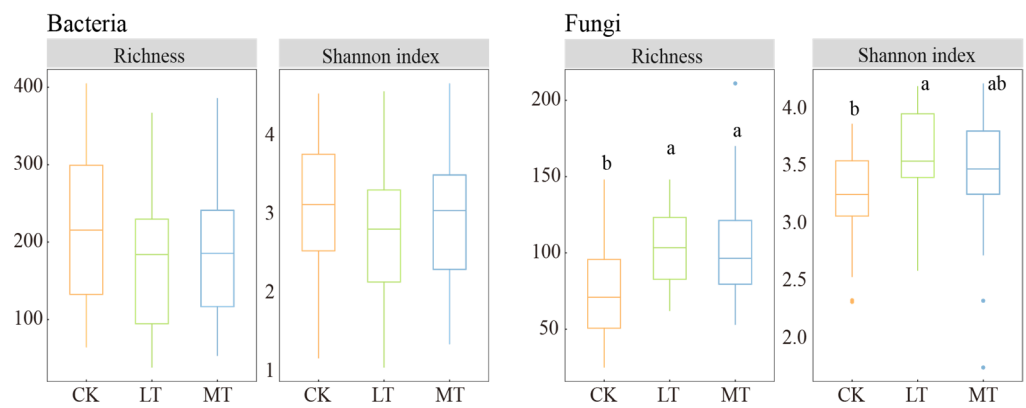 Bacteria
Fungi
Richness
Shannon index
Richness
Shannon index
400
300
200
100
4
3
2
1
200
150
100
50
b
a
a
4.0
3.5
3.0
2.5
2.0
b
a
ab
CK LT MT
CK LT MT
CK LT MT
CK LT MT